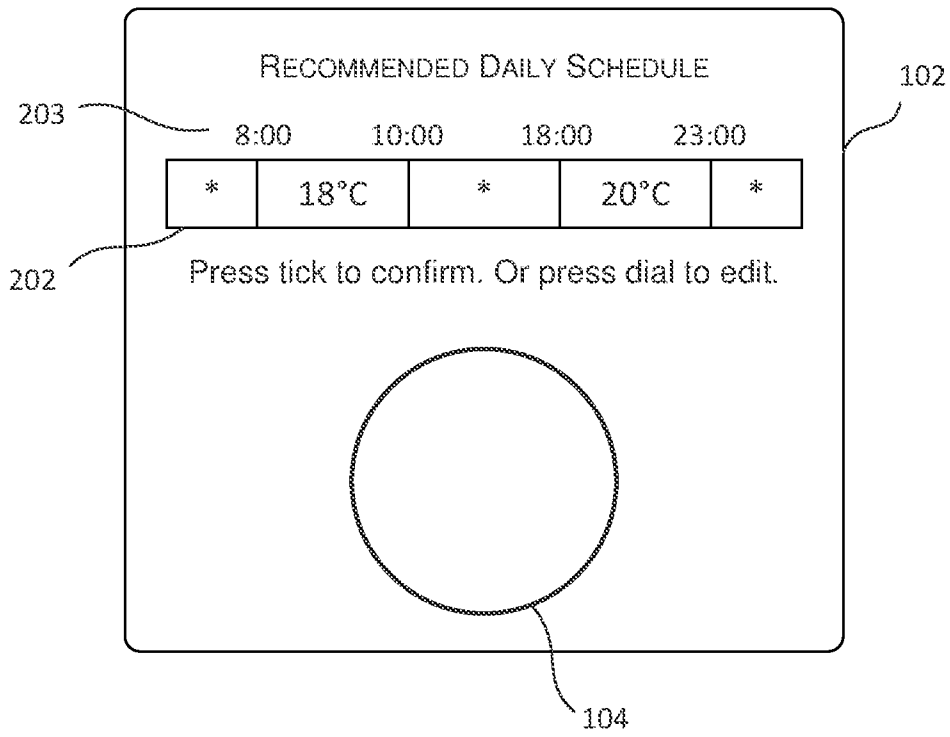 RECOMMENDED DAILY SCHEDULE
102
203
8:00 10:00 18:00 23:00
* 18°C * 20°C *
202
Press tick to confirm. Or press dial to edit.
104